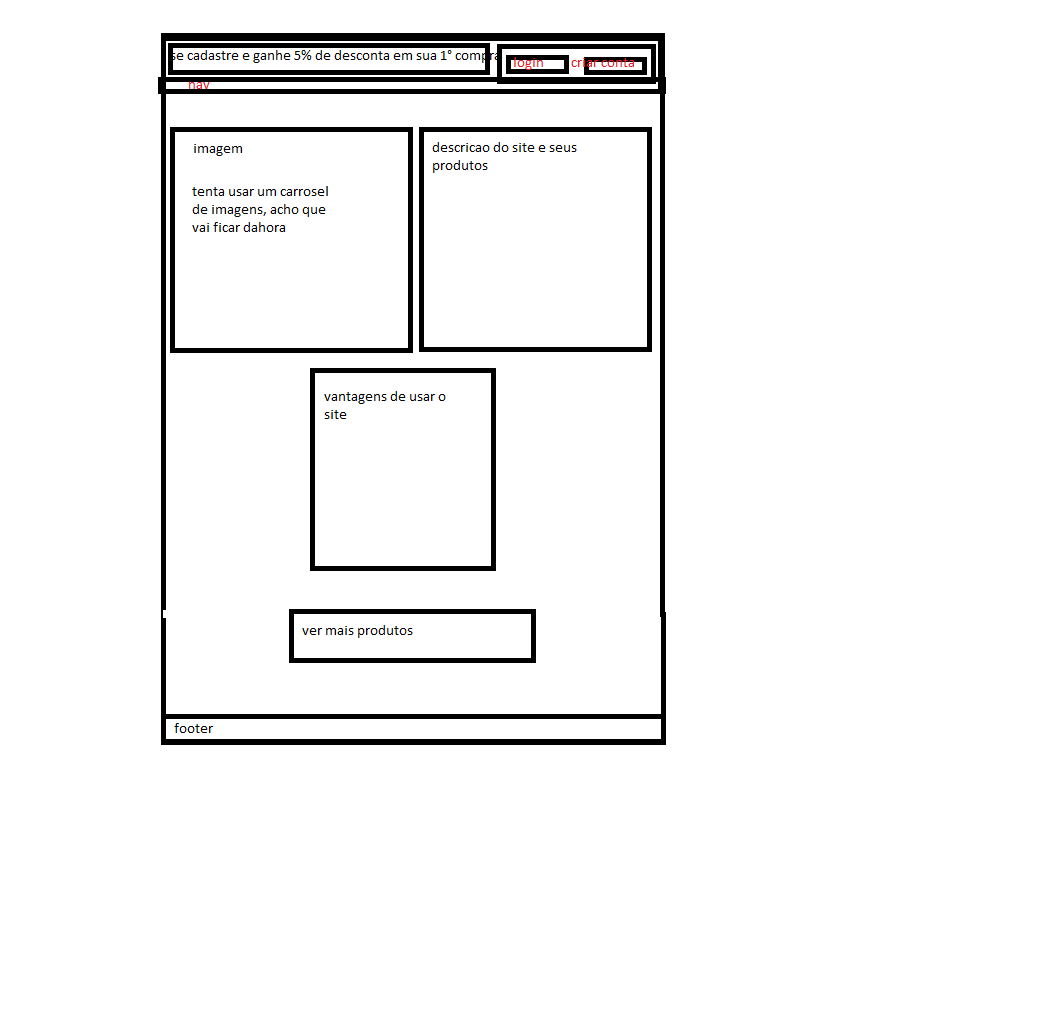 se cadastre e ganhe 5% de desconta em sua 1° compra
login criar conta
nav
imagem
tenta usar um carrosel
de imagens, acho que
vai ficar dahora
descricao do site e seus
produtos
vantagens de usar o
site
ver mais produtos
footer